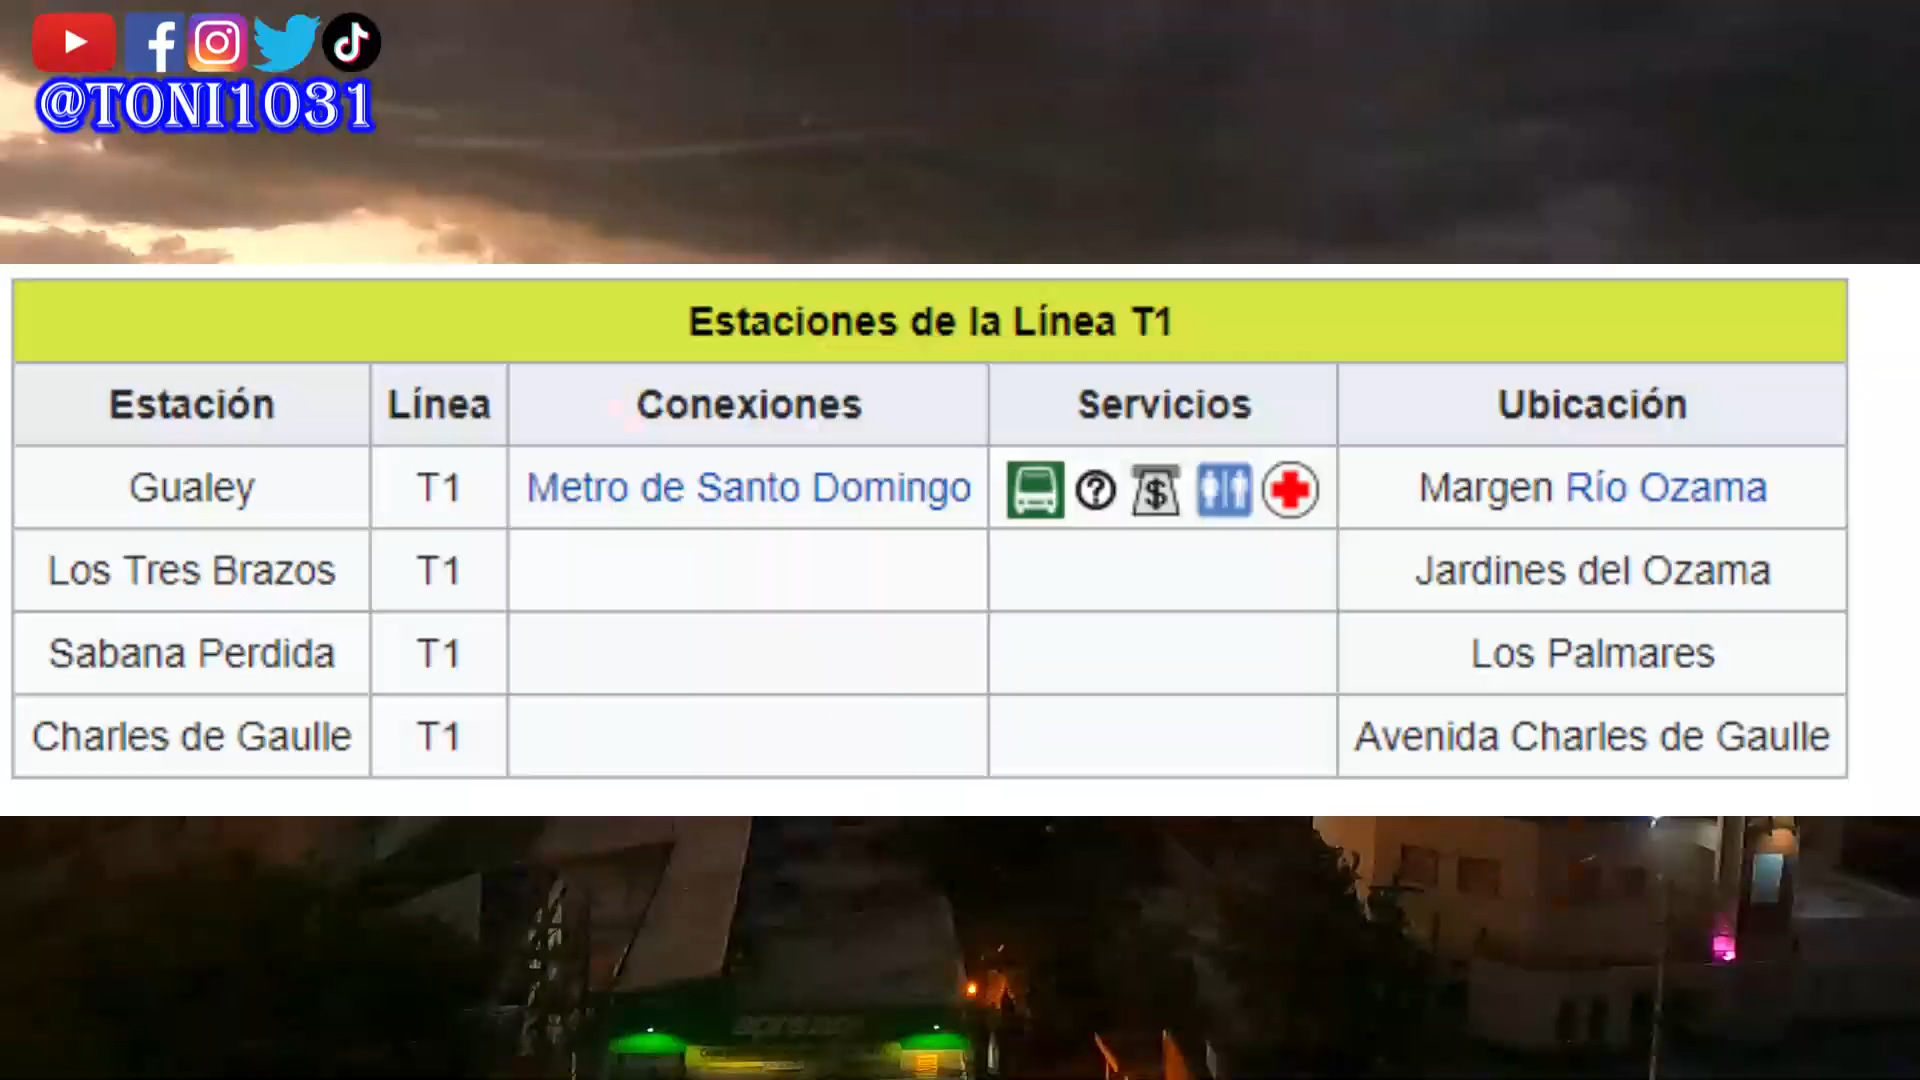 @TONI1031
Estaciones de la Línea T1
Estación Línea Conexiones Servicios Ubicación
Gualey T1 Metro de Santo Domingo Margen Río Ozama
Los Tres Brazos T1 Jardines del Ozama
Sabana Perdida T1 Los Palmares
Charles de Gaulle T1 Avenida Charles de Gaulle